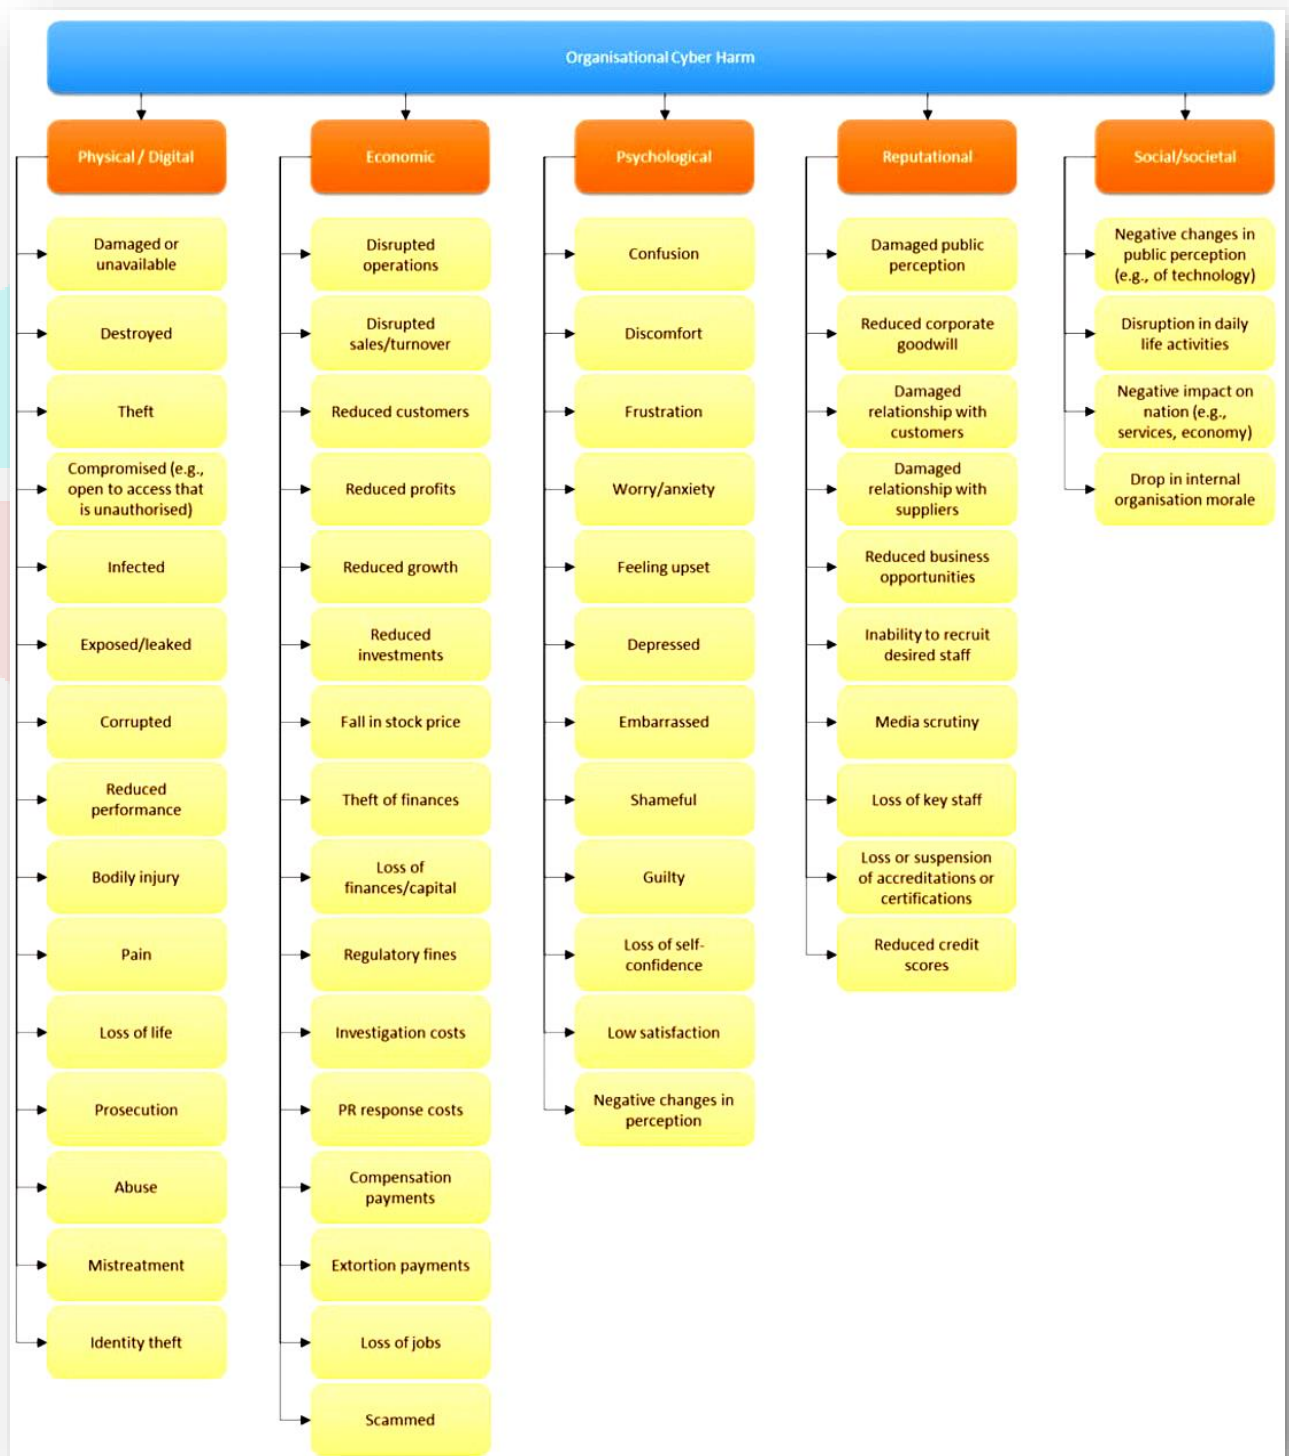 Organisational Cyber Harm
Physical / Digital
Damaged or
unavailable
Destroyed
Theft
Compromised (e.g.,
open to access that
is unauthorised)
Infected
Exposed/leaked
Corrupted
Reduced
performance
Bodily injury
Pain
Loss of life
Prosecution
Abuse
Mistreatment
Identity theft
Economic
Disrupted
operations
Disrupted
sales/turnover
Reduced customers
Reduced profits
Reduced growth
Reduced
investments
Fall in stock price
Theft of finances
Loss of
finances/capital
Regulatory fines
Investigation costs
PR response costs
Compensation
payments
Extortion payments
Loss of jobs
Scammed
Psychological
Confusion
Discomfort
Frustration
Worry/anxiety
Feeling upset
Depressed
Embarrassed
Shameful
Guilty
Loss of self-
confidence
Low satisfaction
Negative changes in
perception
Reputational
Damaged public
perception
Reduced corporate
goodwill
Damaged
relationship with
customers
Damaged
relationship with
suppliers
Reduced business
opportunities
Inability to recruit
desired staff
Media scrutiny
Loss of key staff
Loss or suspension
of accreditations or
certifications
Reduced credit
scores
Social/societal
Negative changes in
public perception
(e.g., of technology)
Disruption in daily
life activities
Negative impact on
nation (e.g.,
services, economy)
Drop in internal
organisation morale